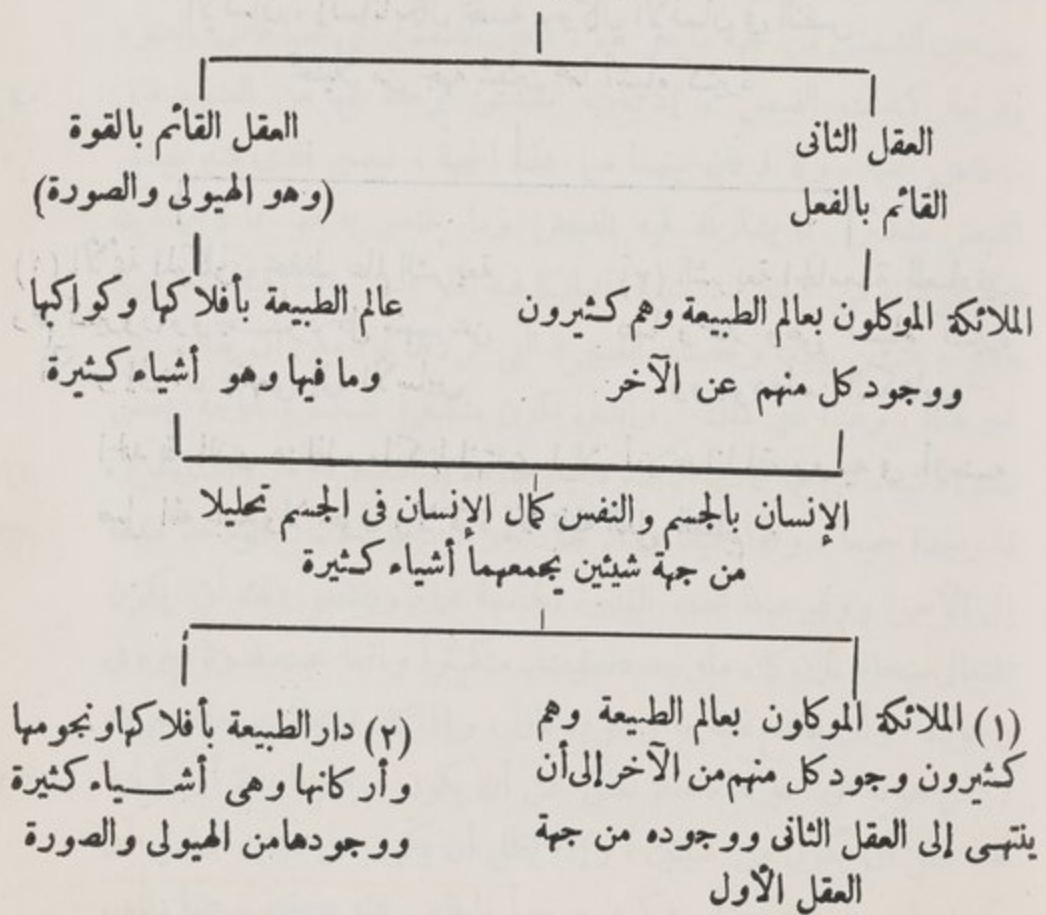 العقل الثانى
القائم بالفعل
العقل القائم بالقوة
(وهو الهيولى والصورة)
الملائكة الموكلون بعالم الطبيعة وهم كثيرون
ووجود كل منهم عن الآخر
عالم الطبيعة بأفلاكها وكواكبها
وما فيها وهو أشياء كثيرة
الإنسان بالجسم والنفس كمال الإنسان فى الجسم تحليلا
من جهة شيئين يجمعهما أشياء كثيرة
(١) الملائكة الموكاون بعالم الطبيعة وهم
كثيرون وجود كل منهم من الآخر إلى أن
ينتهى إلى العقل الثانى ووجوده من جهة
العقل الأول
(٢) دار الطبيعة بأفلاكها ونجومها
وأركانها وهى أشياء كثيرة
ووجودها من الهيولى والصورة